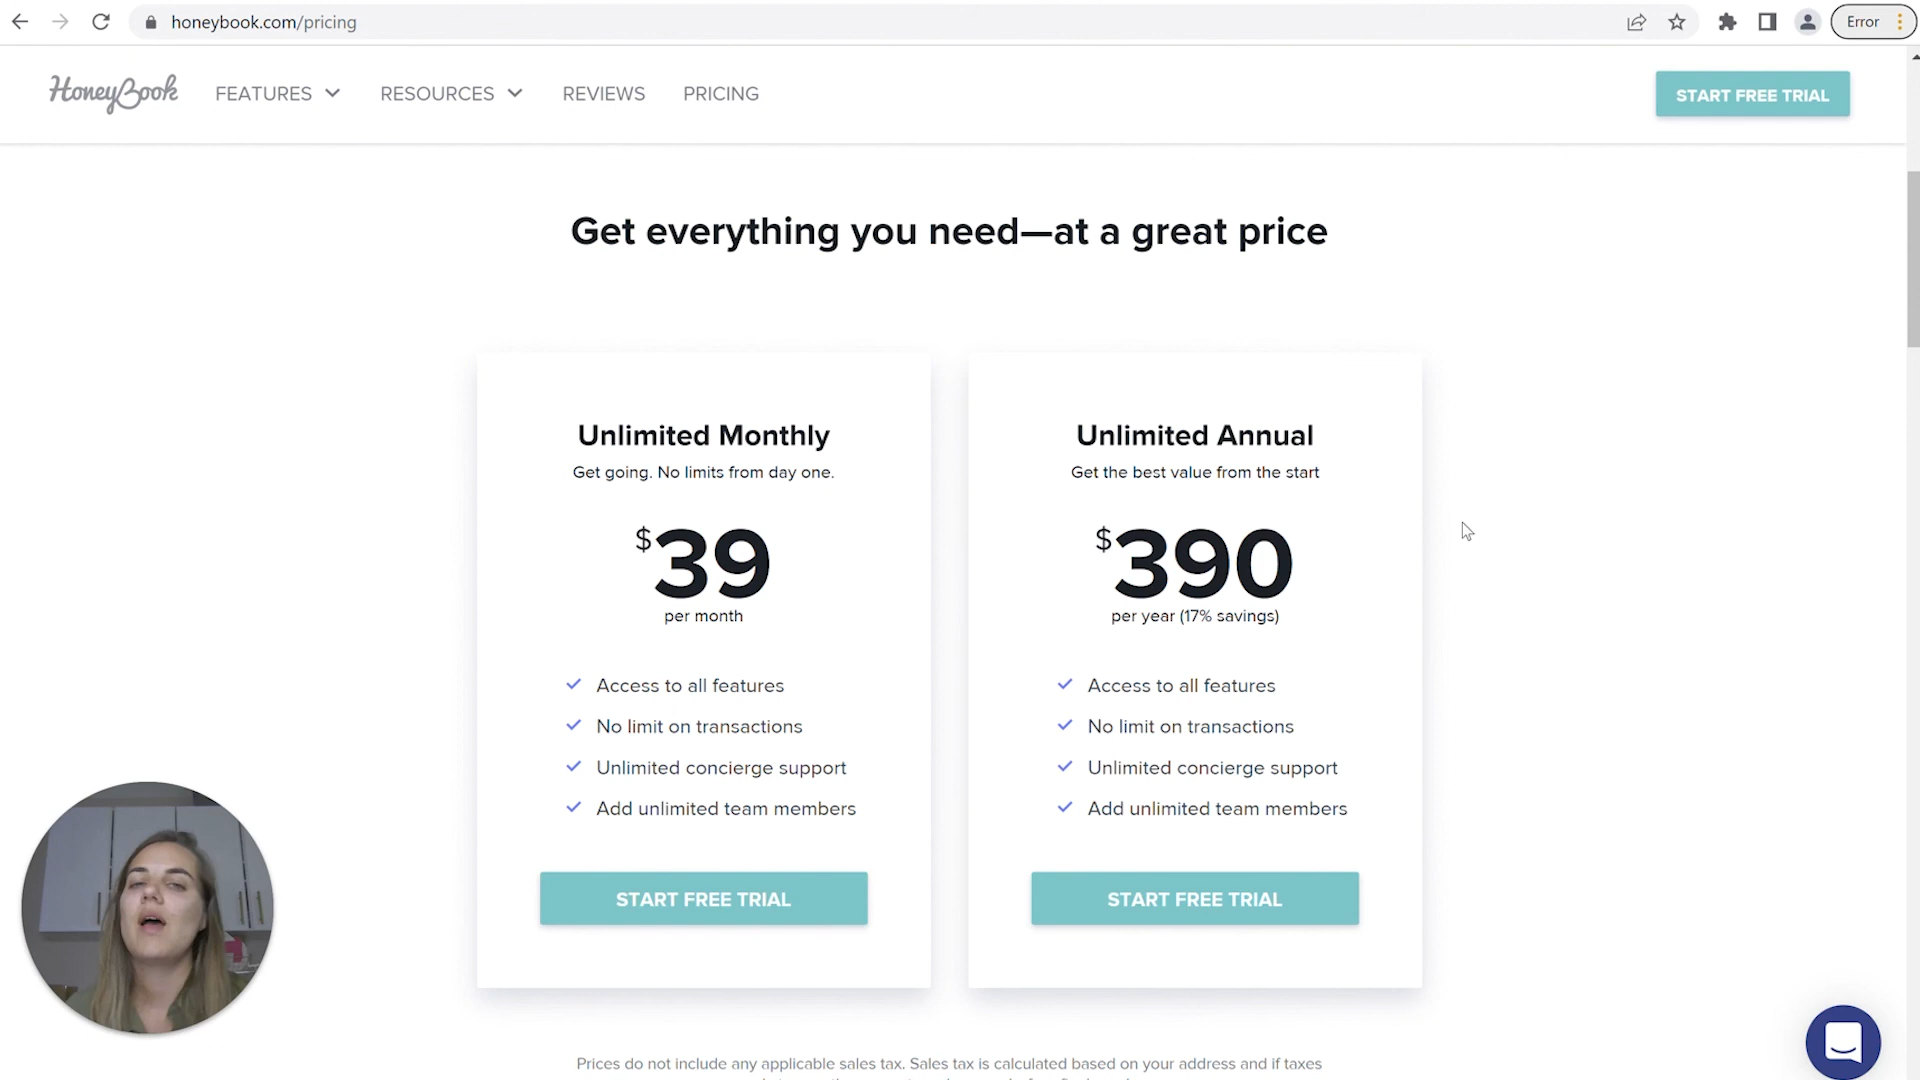 honeybook.com/pricing
Error
HoneyBook
FEATURES
RESOURCES
REVIEWS
PRICING
START FREE TRIAL
Get everything you need—at a great price
Unlimited Monthly
Get going. No limits from day one.
$39
per month
Access to all features
No limit on transactions
Unlimited concierge support
Add unlimited team members
START FREE TRIAL
Unlimited Annual
Get the best value from the start
$390
per year (17% savings)
Access to all features
No limit on transactions
Unlimited concierge support
Add unlimited team members
START FREE TRIAL
Prices do not include any applicable sales tax. Sales tax is calculated based on your address and if taxes